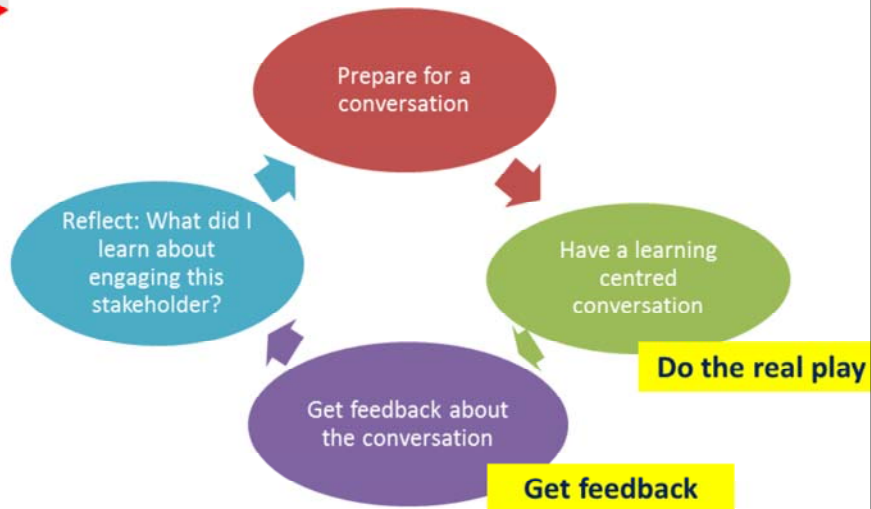 Prepare for a
conversation
Have a learning
centred
conversation
Do the real play
Get feedback about
the conversation
Get feedback
Reflect: What did I
learn about
engaging this
stakeholder?